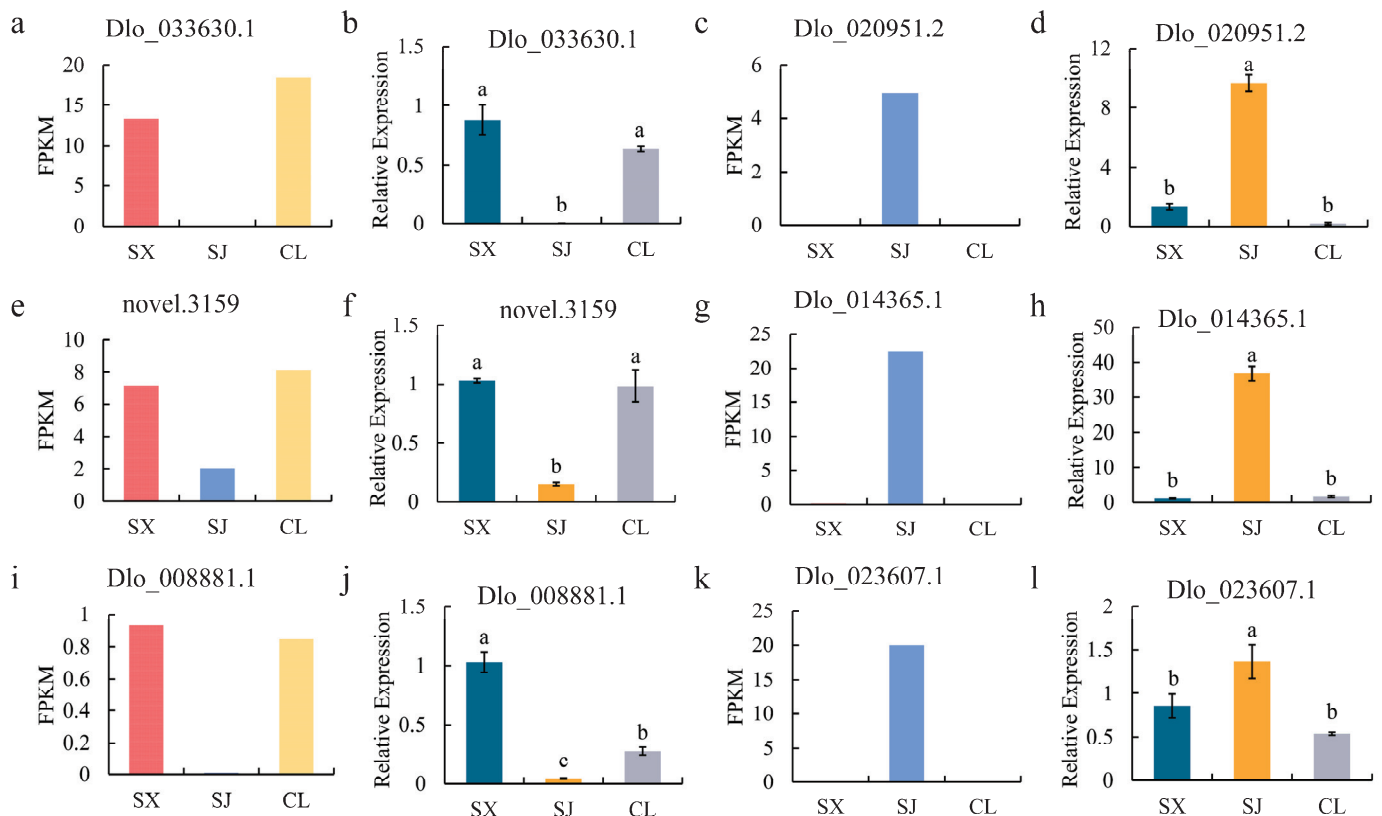 a
Dlo_033630.1
FPKM
20
15
10
5
0
SX SJ CL
b
Dlo_033630.1
Relative Expression
1.5
1
0.5
0
a
b
a
SX SJ CL
c
Dlo_020951.2
FPKM
6
4
2
0
SX SJ CL
d
Dlo_020951.2
Relative Expression
12
8
4
0
b
a
b
SX SJ CL
e
novel.3159
FPKM
10
8
6
4
2
0
SX SJ CL
f
novel.3159
Relative Expression
1.5
1
0.5
0
a
b
a
SX SJ CL
g
Dlo_014365.1
FPKM
25
20
15
10
5
0
SX SJ CL
h
Dlo_014365.1
Relative Expression
50
40
30
20
10
0
b
a
b
SX SJ CL
i
Dlo_008881.1
FPKM
1
0.8
0.6
0.4
0.2
0
SX SJ CL
j
Dlo_008881.1
Relative Expression
1.5
1
0.5
0
a
c
b
SX SJ CL
k
Dlo_023607.1
FPKM
25
20
15
10
5
0
SX SJ CL
l
Dlo_023607.1
Relative Expression
2
1.5
1
0.5
0
b
a
b
SX SJ CL